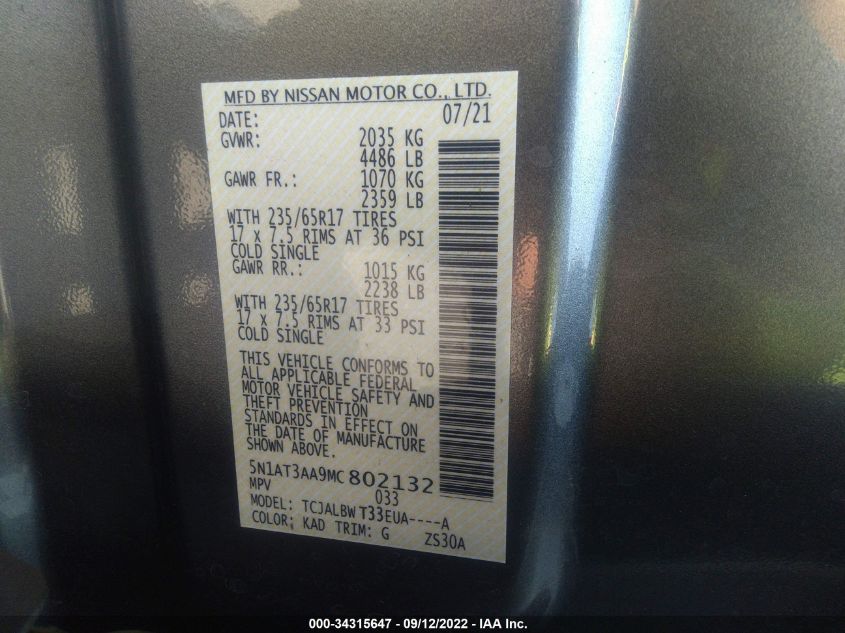 MFD BY NISSAN MOTOR CO., LTD.
DATE: 07/21
GVWR: 2035 KG
4486 LB
GAWR FR.: 1070 KG
2359 LB
WITH 235/65R17 TIRES
17 x 7.5 RIMS AT 36 PSI
COLD SINGLE
GAWR RR.: 1015 KG
2238 LB
WITH 235/65R17 TIRES
17 x 7.5 RIMS AT 33 PSI
COLD SINGLE
THIS VEHICLE CONFORMS TO
ALL APPLICABLE FEDERAL
MOTOR VEHICLE SAFETY AND
THEFT PREVENTION
STANDARDS IN EFFECT ON
THE DATE OF MANUFACTURE
SHOWN ABOVE.
5N1AT3AA9MC 802132
MPV 033
MODEL: TCJALBW T33EUA----A
COLOR: KAD TRIM: G ZS30A
000-34315647 - 09/12/2022 - IAA Inc.